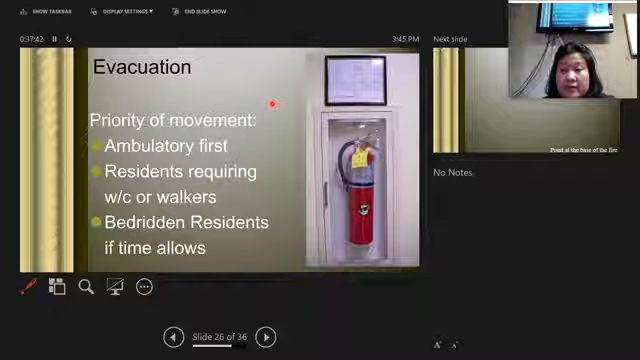 SHOW TASKBAR
DISPLAY SETTINGS
END SLIDE SHOW
0:37:42
3:45 PM
Next slide
Evacuation
Priority of movement:
Ambulatory first
Residents requiring
w/c or walkers
Bedridden Residents
if time allows
Point at the base of the fire
No Notes.
Slide 26 of 36